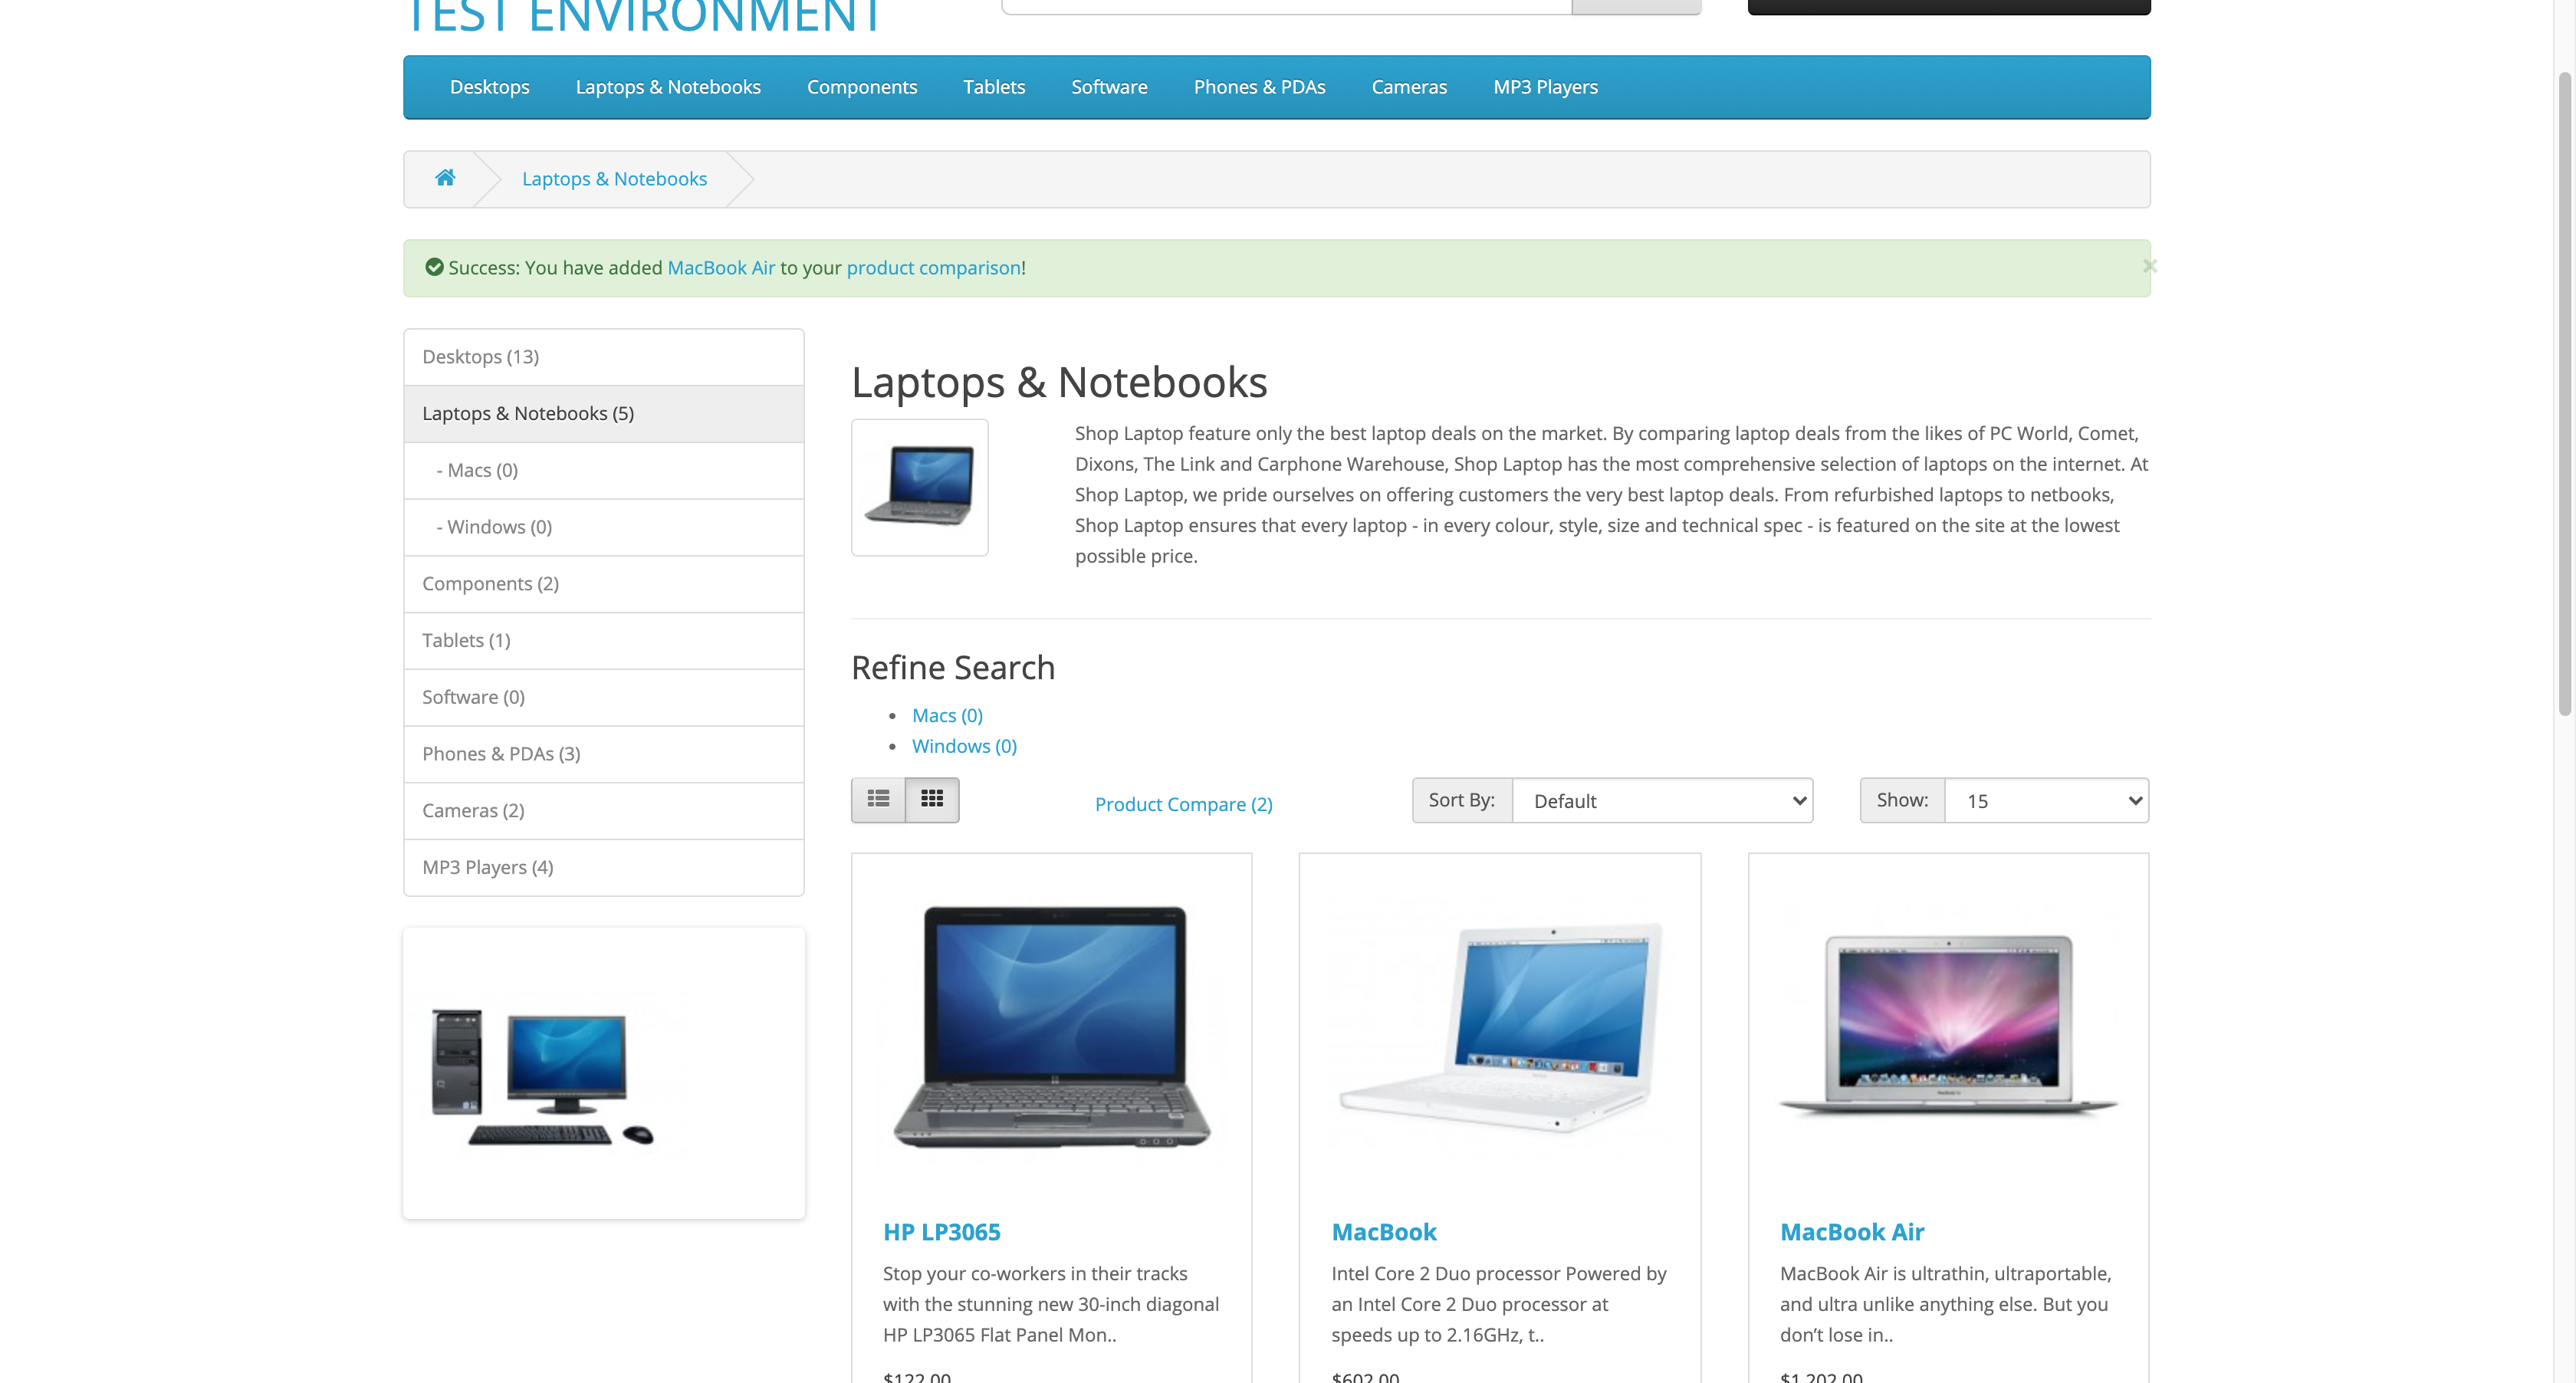 TEST ENVIRONMENT
Desktops Laptops & Notebooks Components Tablets Software Phones & PDAs Cameras MP3 Players
Laptops & Notebooks
Success: You have added MacBook Air to your product comparison!
×
Desktops (13)
Laptops & Notebooks (5)
- Macs (0)
- Windows (0)
Components (2)
Tablets (1)
Software (0)
Phones & PDAs (3)
Cameras (2)
MP3 Players (4)
Laptops & Notebooks
Shop Laptop feature only the best laptop deals on the market. By comparing laptop deals from the likes of PC World, Comet,
Dixons, The Link and Carphone Warehouse, Shop Laptop has the most comprehensive selection of laptops on the internet. At
Shop Laptop, we pride ourselves on offering customers the very best laptop deals. From refurbished laptops to netbooks,
Shop Laptop ensures that every laptop - in every colour, style, size and technical spec - is featured on the site at the lowest
possible price.
Refine Search
Macs (0)
Windows (0)
Product Compare (2) Sort By: Default Show: 15
HP LP3065
Stop your co-workers in their tracks
with the stunning new 30-inch diagonal
HP LP3065 Flat Panel Mon..
$122.00
MacBook
Intel Core 2 Duo processor Powered by
an Intel Core 2 Duo processor at
speeds up to 2.16GHz, t..
$602.00
MacBook Air
MacBook Air is ultrathin, ultraportable,
and ultra unlike anything else. But you
don’t lose in..
$1,202.00